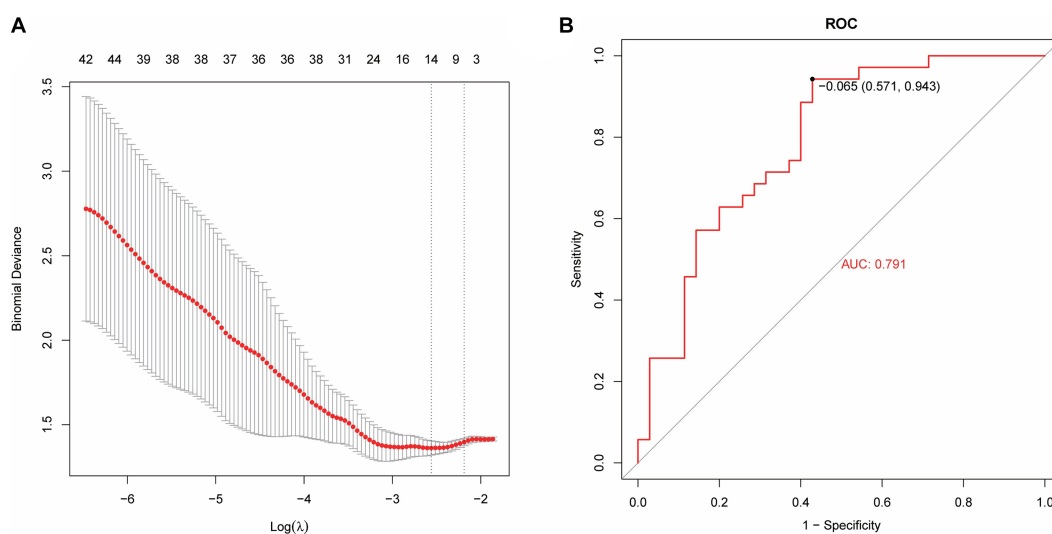 A
42 44 39 38 38 37 36 36 38 31 24 16 14 9 3
3.5
3.0
2.5
2.0
1.5
Binomial Deviance
−6 −5 −4 −3 −2
Log(λ)
B
ROC
1.0
0.8
0.6
0.4
0.2
0.0
Sensitivity
−0.065 (0.571, 0.943)
AUC: 0.791
0.0 0.2 0.4 0.6 0.8 1.0
1 − Specificity